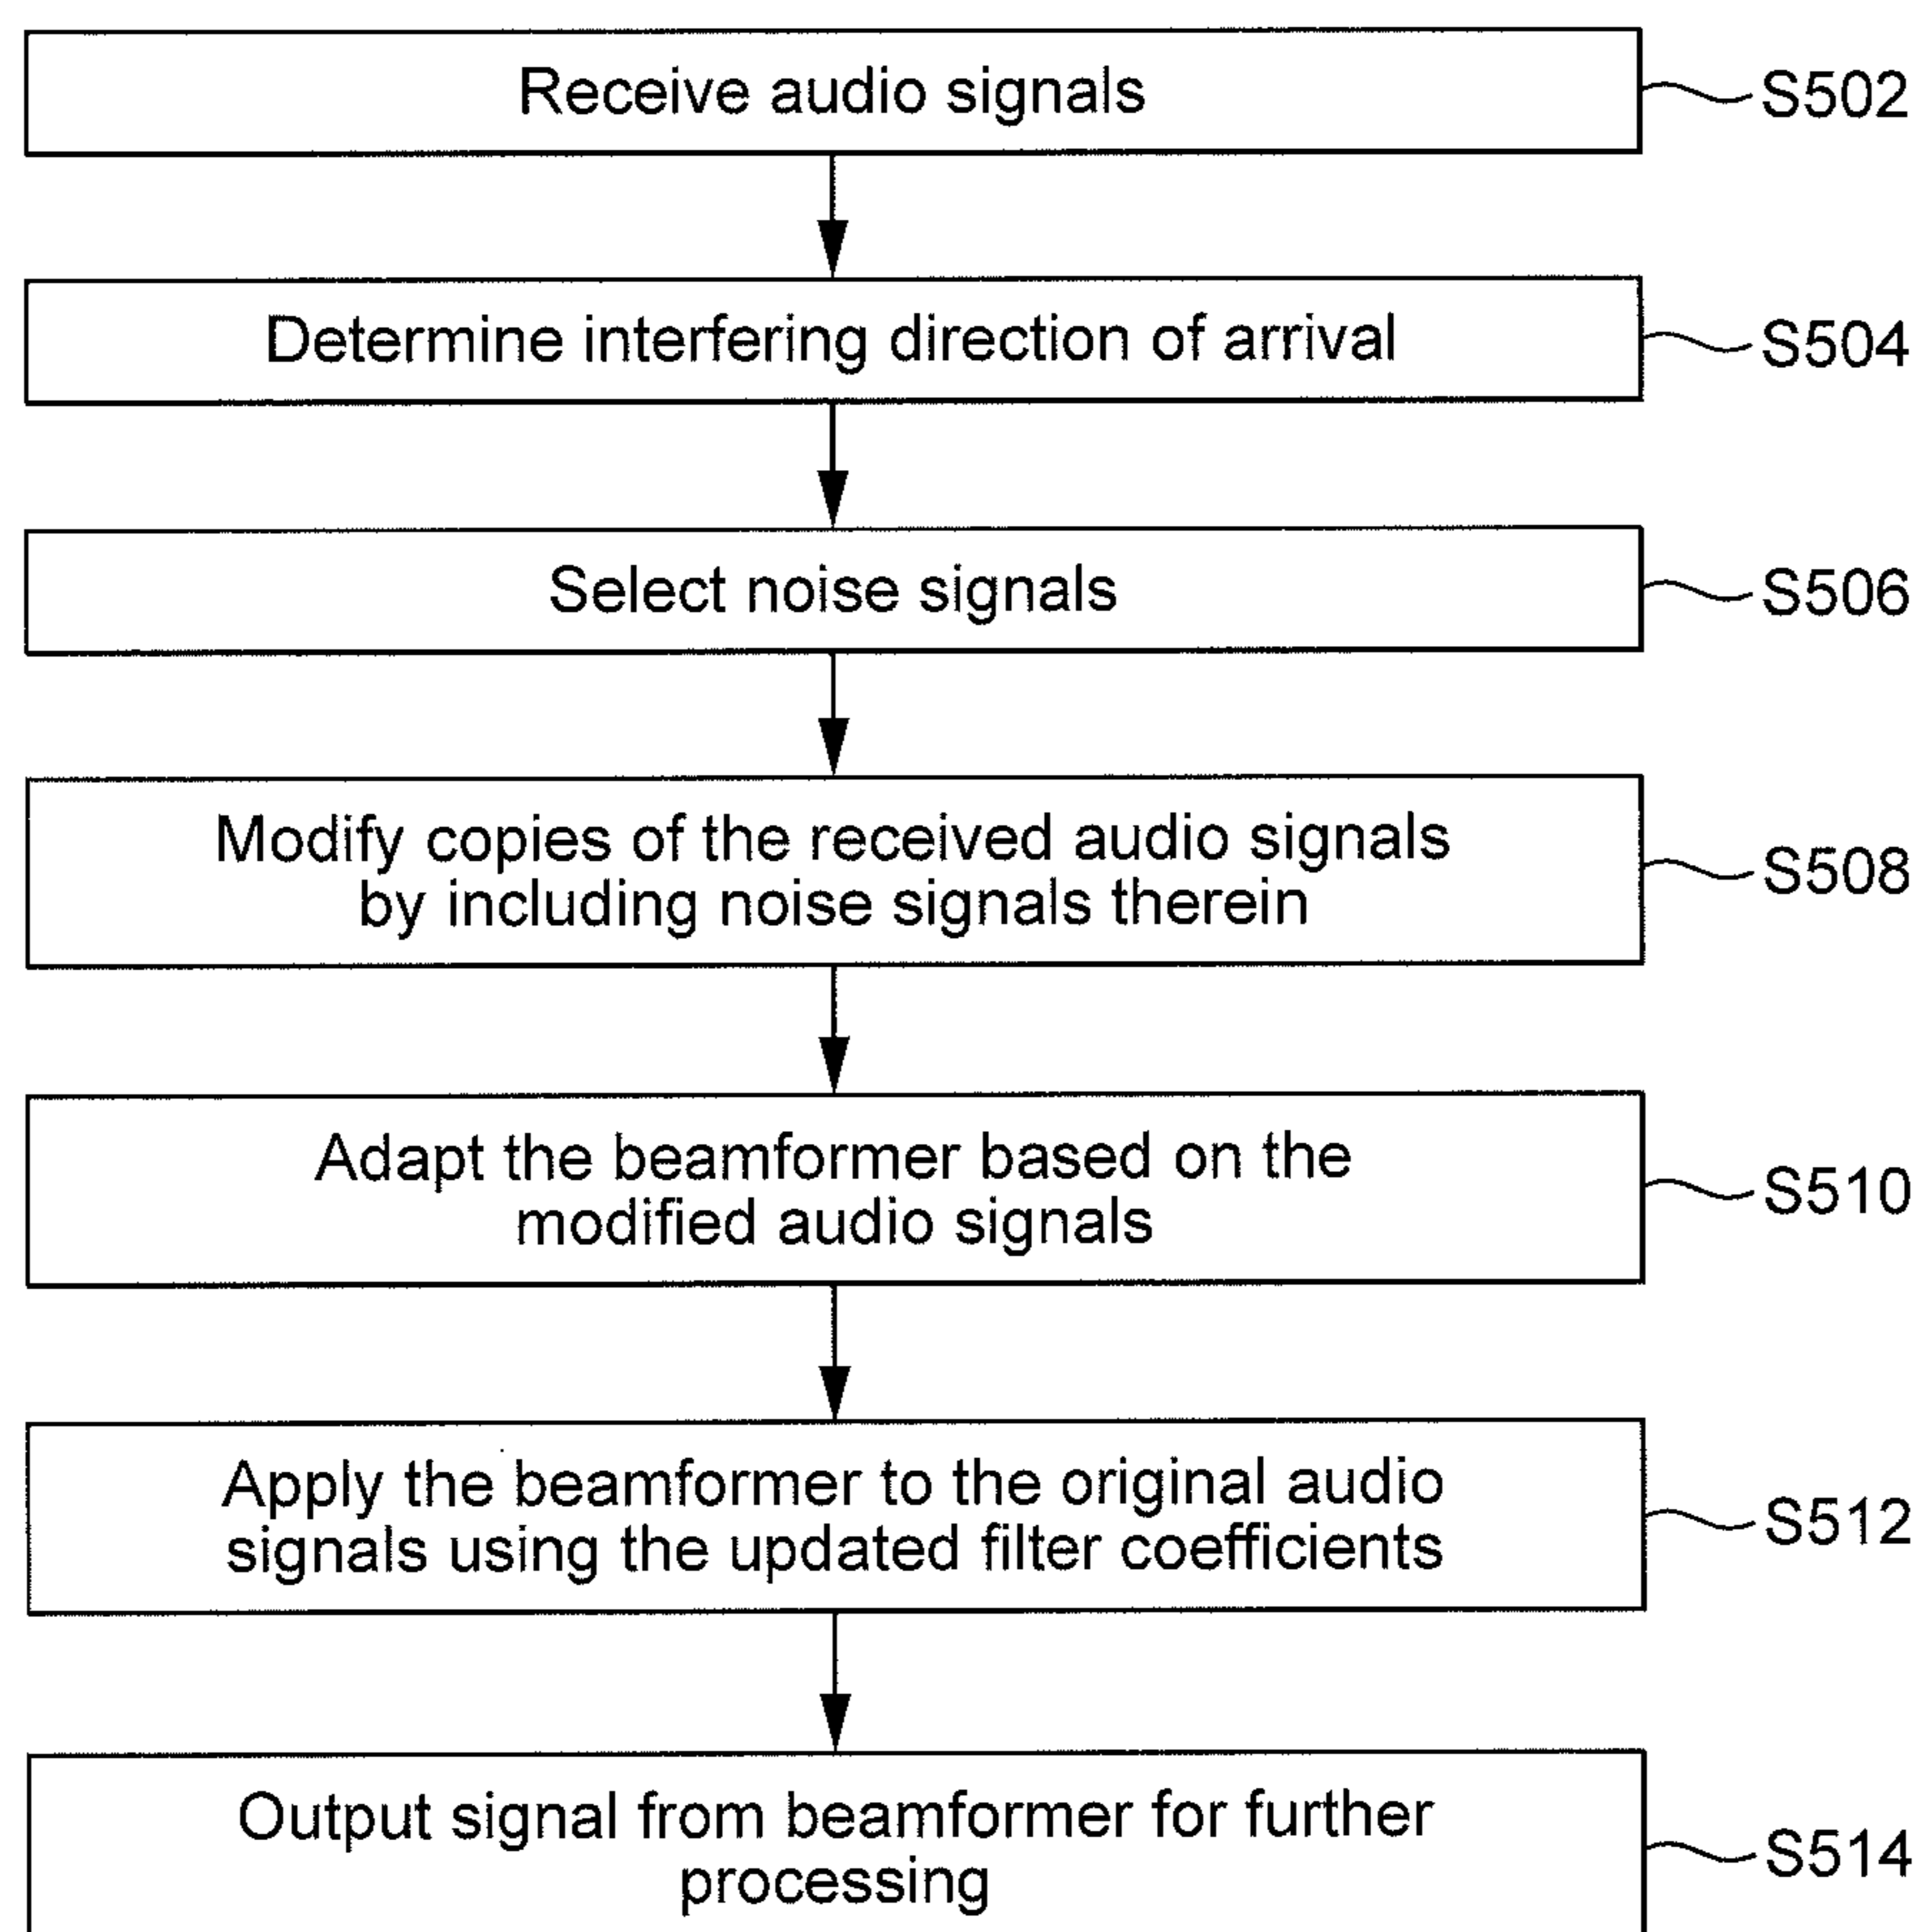 Receive audio signals
S502
Determine interfering direction of arrival
S504
Select noise signals
S506
Modify copies of the received audio signals
by including noise signals therein
S508
Adapt the beamformer based on the
modified audio signals
S510
Apply the beamformer to the original audio
signals using the updated filter coefficients
S512
Output signal from beamformer for further
processing
S514